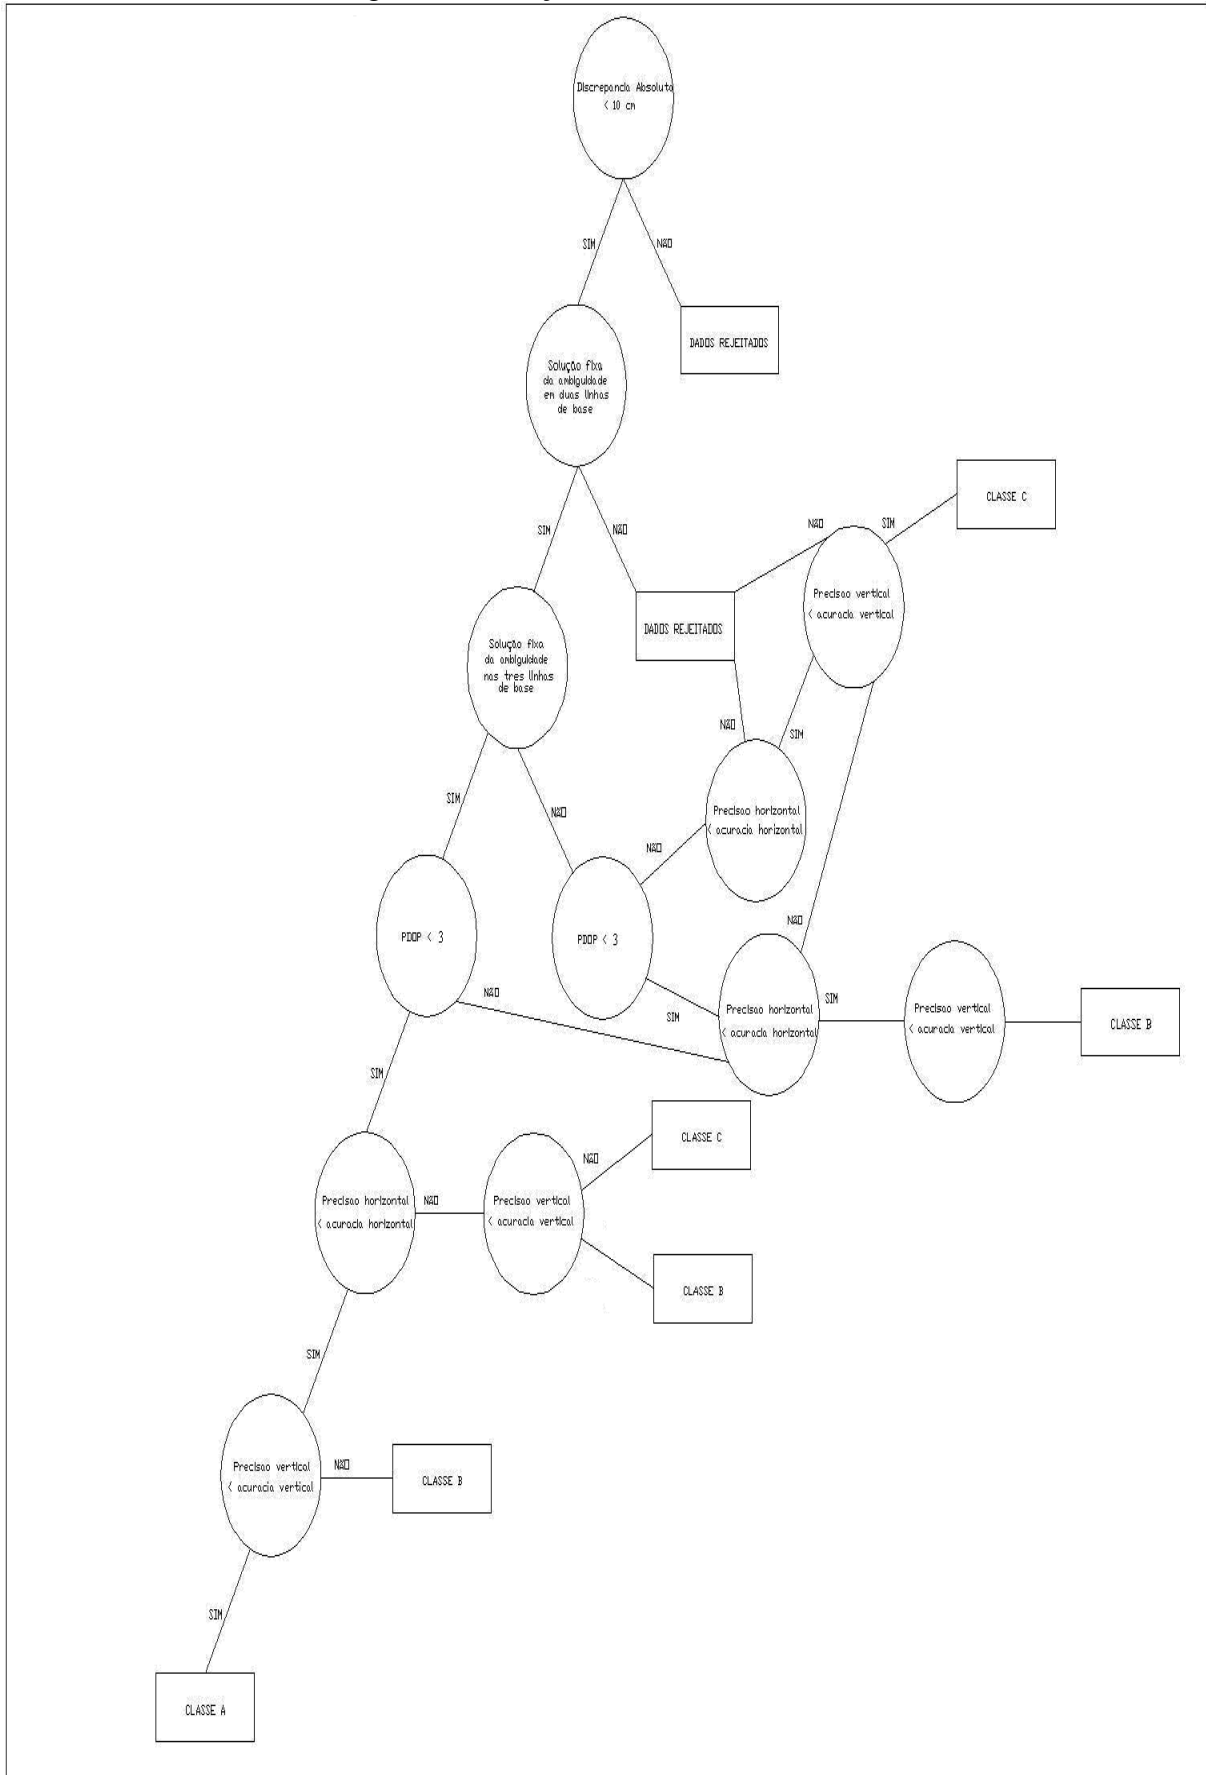 Discrepancia Absoluta
< 10 cm
SIM
NÃO
DADOS REJEITADOS
Solução fixa
da ambiguidade
em duas linhas
de base
CLASSE C
SIM
NÃO
NÃO
SIM
Precisao vertical
< acuracia vertical
DADOS REJEITADOS
Solução fixa
da ambiguidade
nas tres linhas
de base
NÃO
SIM
SIM
NÃO
Precisao horizontal
< acuracia horizontal
NÃO
PDOP < 3
PDOP < 3
NÃO
NÃO
SIM
SIM
Precisao horizontal
< acuracia horizontal
Precisao vertical
< acuracia vertical
CLASSE B
SIM
CLASSE C
NÃO
Precisao horizontal
< acuracia horizontal
NÃO
Precisao vertical
< acuracia vertical
CLASSE B
SIM
Precisao vertical
< acuracia vertical
NÃO
CLASSE B
SIM
CLASSE A